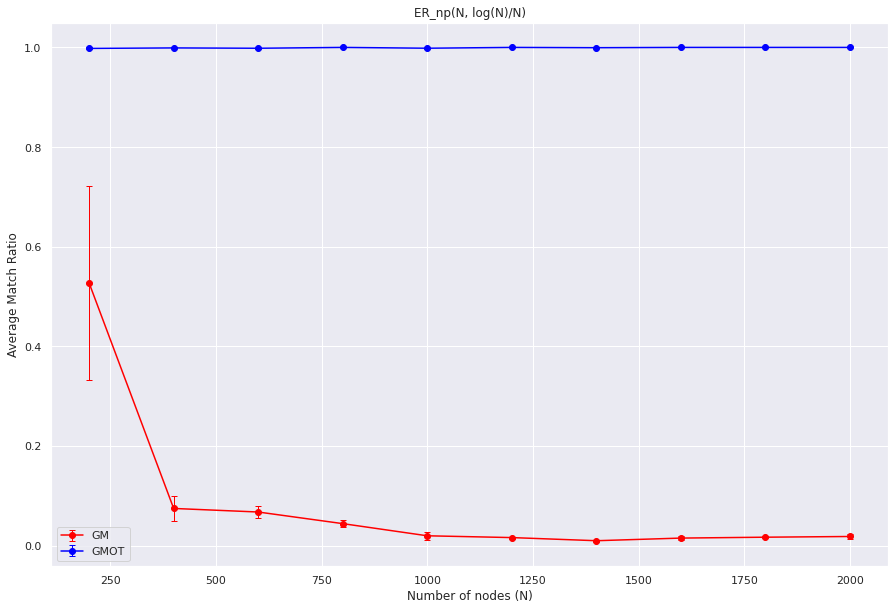 ER_np(N, log(N)/N)
Average Match Ratio
1.0
0.8
0.6
0.4
0.2
0.0
GM
GMOT
250
500
750
1000
1250
1500
1750
2000
Number of nodes (N)